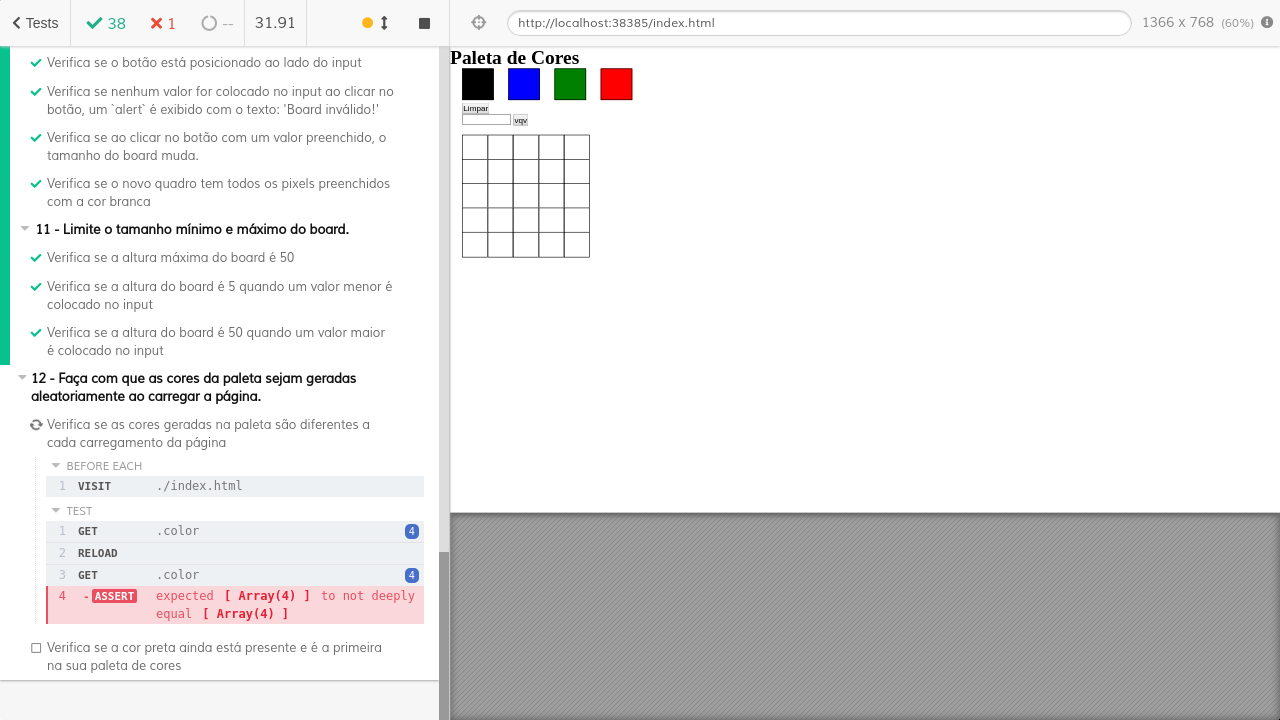 Tests
38
1
--
31.91
http://localhost:38385/index.html
1366 x 768 (60%)
Verifica se o botão está posicionado ao lado do input
Verifica se nenhum valor for colocado no input ao clicar no
botão, um `alert` é exibido com o texto: 'Board inválido!'
Verifica se ao clicar no botão com um valor preenchido, o
tamanho do board muda.
Verifica se o novo quadro tem todos os pixels preenchidos
com a cor branca
11 - Limite o tamanho mínimo e máximo do board.
Verifica se a altura máxima do board é 50
Verifica se a altura do board é 5 quando um valor menor é
colocado no input
Verifica se a altura do board é 50 quando um valor maior
é colocado no input
12 - Faça com que as cores da paleta sejam geradas
aleatoriamente ao carregar a página.
Verifica se as cores geradas na paleta são diferentes a
cada carregamento da página
BEFORE EACH
1 VISIT ./index.html
TEST
1 GET .color 4
2 RELOAD
3 GET .color 4
4 -ASSERT expected [ Array(4) ] to not deeply
equal [ Array(4) ]
Verifica se a cor preta ainda está presente e é a primeira
na sua paleta de cores
Paleta de Cores
Limpar
vqv